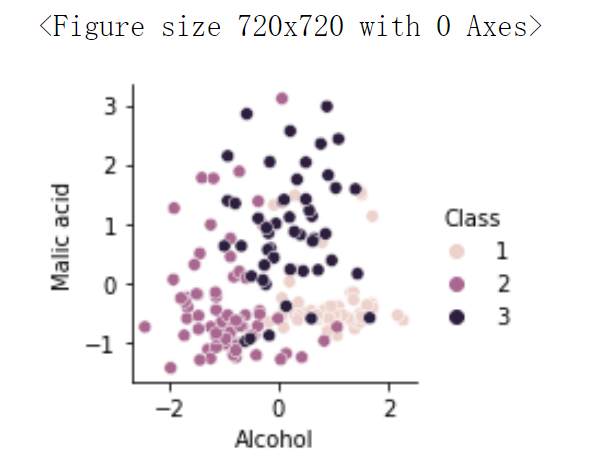 <Figure size 720x720 with 0 Axes>
3
2
1
0
−1
Malic acid
−2 0 2
Alcohol
Class
1
2
3